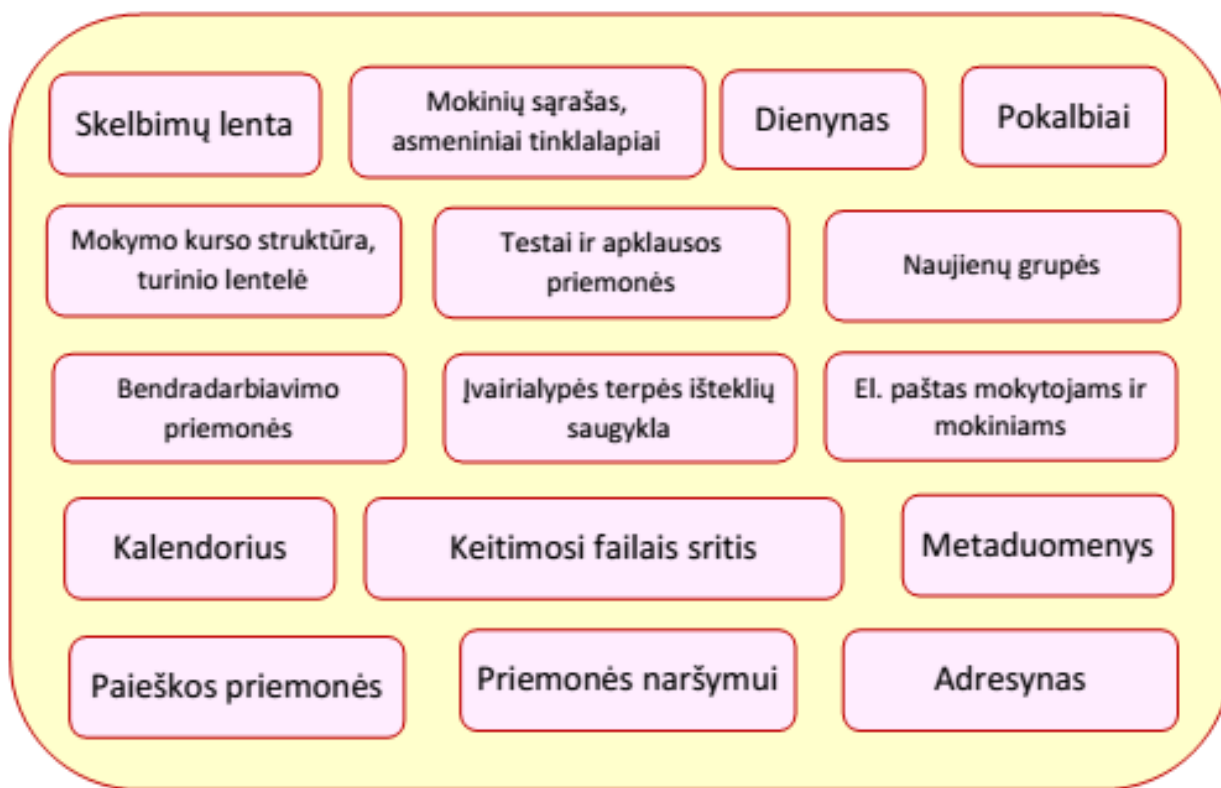 Skelbimų lenta
Mokinių sąrašas,
asmeniniai tinklalapiai
Dienynas
Pokalbiai
Mokymo kurso struktūra,
turinio lentelė
Testai ir apklausos
priemonės
Naujienų grupės
Bendradarbiavimo
priemonės
Įvairialypės terpės išteklių
saugykla
El. paštas mokytojams ir
mokiniams
Kalendorius
Keitimosi failais sritis
Metaduomenys
Paieškos priemonės
Priemonės naršymui
Adresynas